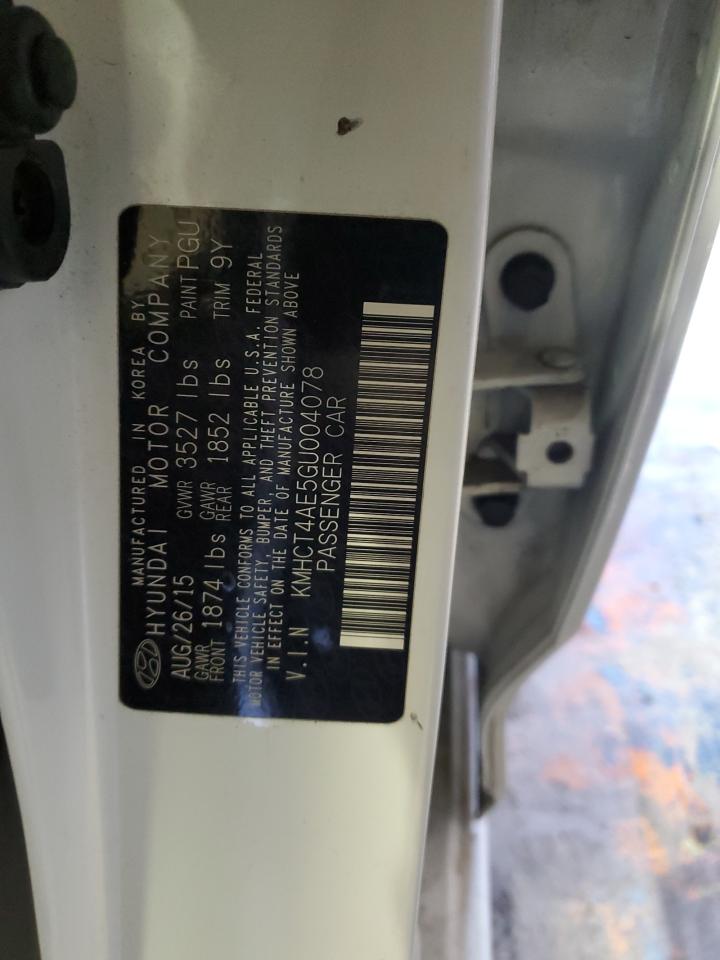 MANUFACTURED IN KOREA BY
HYUNDAI MOTOR COMPANY
AUG/26/15 GVWR 3527 lbs PAINT PGU
GAWR FRONT 1874 lbs GAWR REAR 1852 lbs TRIM 9Y
THIS VEHICLE CONFORMS TO ALL APPLICABLE U.S.A. FEDERAL
MOTOR VEHICLE SAFETY, BUMPER, AND THEFT PREVENTION STANDARDS
IN EFFECT ON THE DATE OF MANUFACTURE SHOWN ABOVE
V.I.N KMHCT4AE5GU004078
PASSENGER CAR